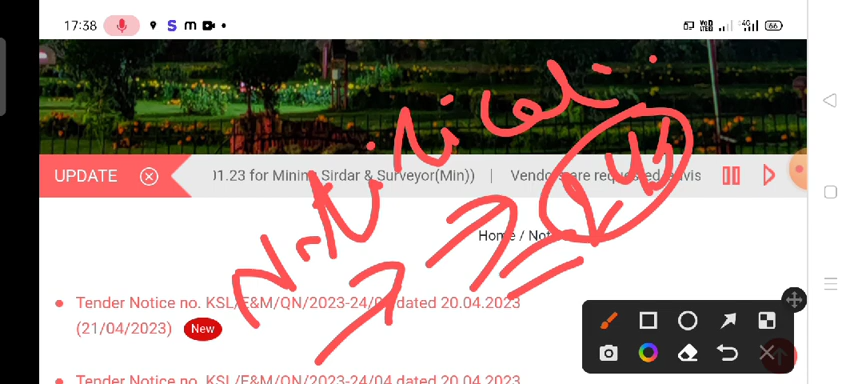 17:38
UPDATE
01.23 for Mining Sirdar & Surveyor(Min)) | Vendors are requested
Home /
Tender Notice no. KSL/E&M/QN/2023-24/ dated 20.04.2023
(21/04/2023) New
Tender Notice no. KSL/E&M/QN/2023-24/04 dated 20.04.2023